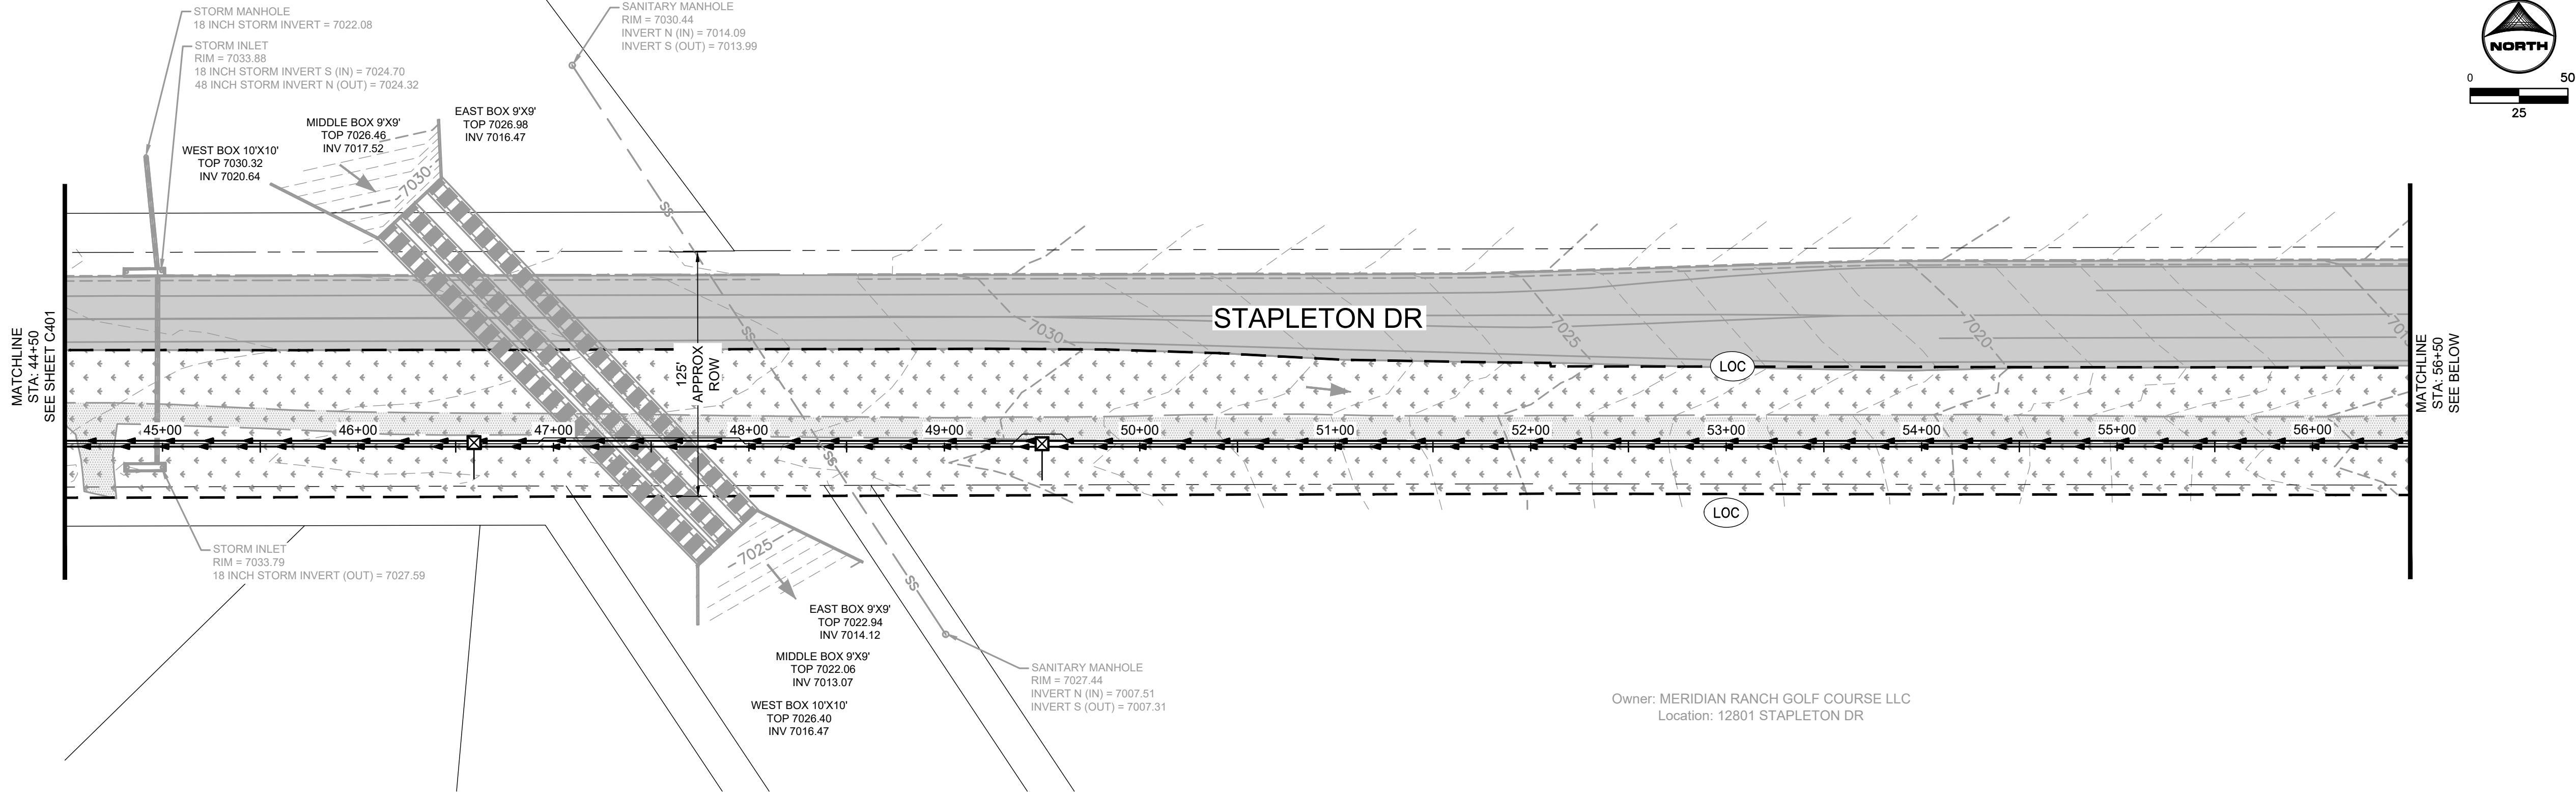 STORM MANHOLE
18 INCH STORM INVERT = 7022.08
STORM INLET
RIM = 7033.88
18 INCH STORM INVERT S (IN) = 7024.70
48 INCH STORM INVERT N (OUT) = 7024.32
SANITARY MANHOLE
RIM = 7030.44
INVERT N (IN) = 7014.09
INVERT S (OUT) = 7013.99
NORTH
0 50
25
WEST BOX 10'X10'
TOP 7030.32
INV 7020.64
MIDDLE BOX 9'X9'
TOP 7026.46
INV 7017.52
EAST BOX 9'X9'
TOP 7026.98
INV 7016.47
7030
SS
SS
SS
SS
MATCHLINE
STA: 44+50
SEE SHEET C401
125'
APPROX
ROW
STAPLETON DR
7030
7025
7020
LOC
MATCHLINE
STA: 56+50
SEE BELOW
45+00 46+00 47+00 48+00 49+00 50+00 51+00 52+00 53+00 54+00 55+00 56+00
LOC
STORM INLET
RIM = 7033.79
18 INCH STORM INVERT (OUT) = 7027.59
7025
EAST BOX 9'X9'
TOP 7022.94
INV 7014.12
MIDDLE BOX 9'X9'
TOP 7022.06
INV 7013.07
WEST BOX 10'X10'
TOP 7026.40
INV 7016.47
SANITARY MANHOLE
RIM = 7027.44
INVERT N (IN) = 7007.51
INVERT S (OUT) = 7007.31
Owner: MERIDIAN RANCH GOLF COURSE LLC
Location: 12801 STAPLETON DR